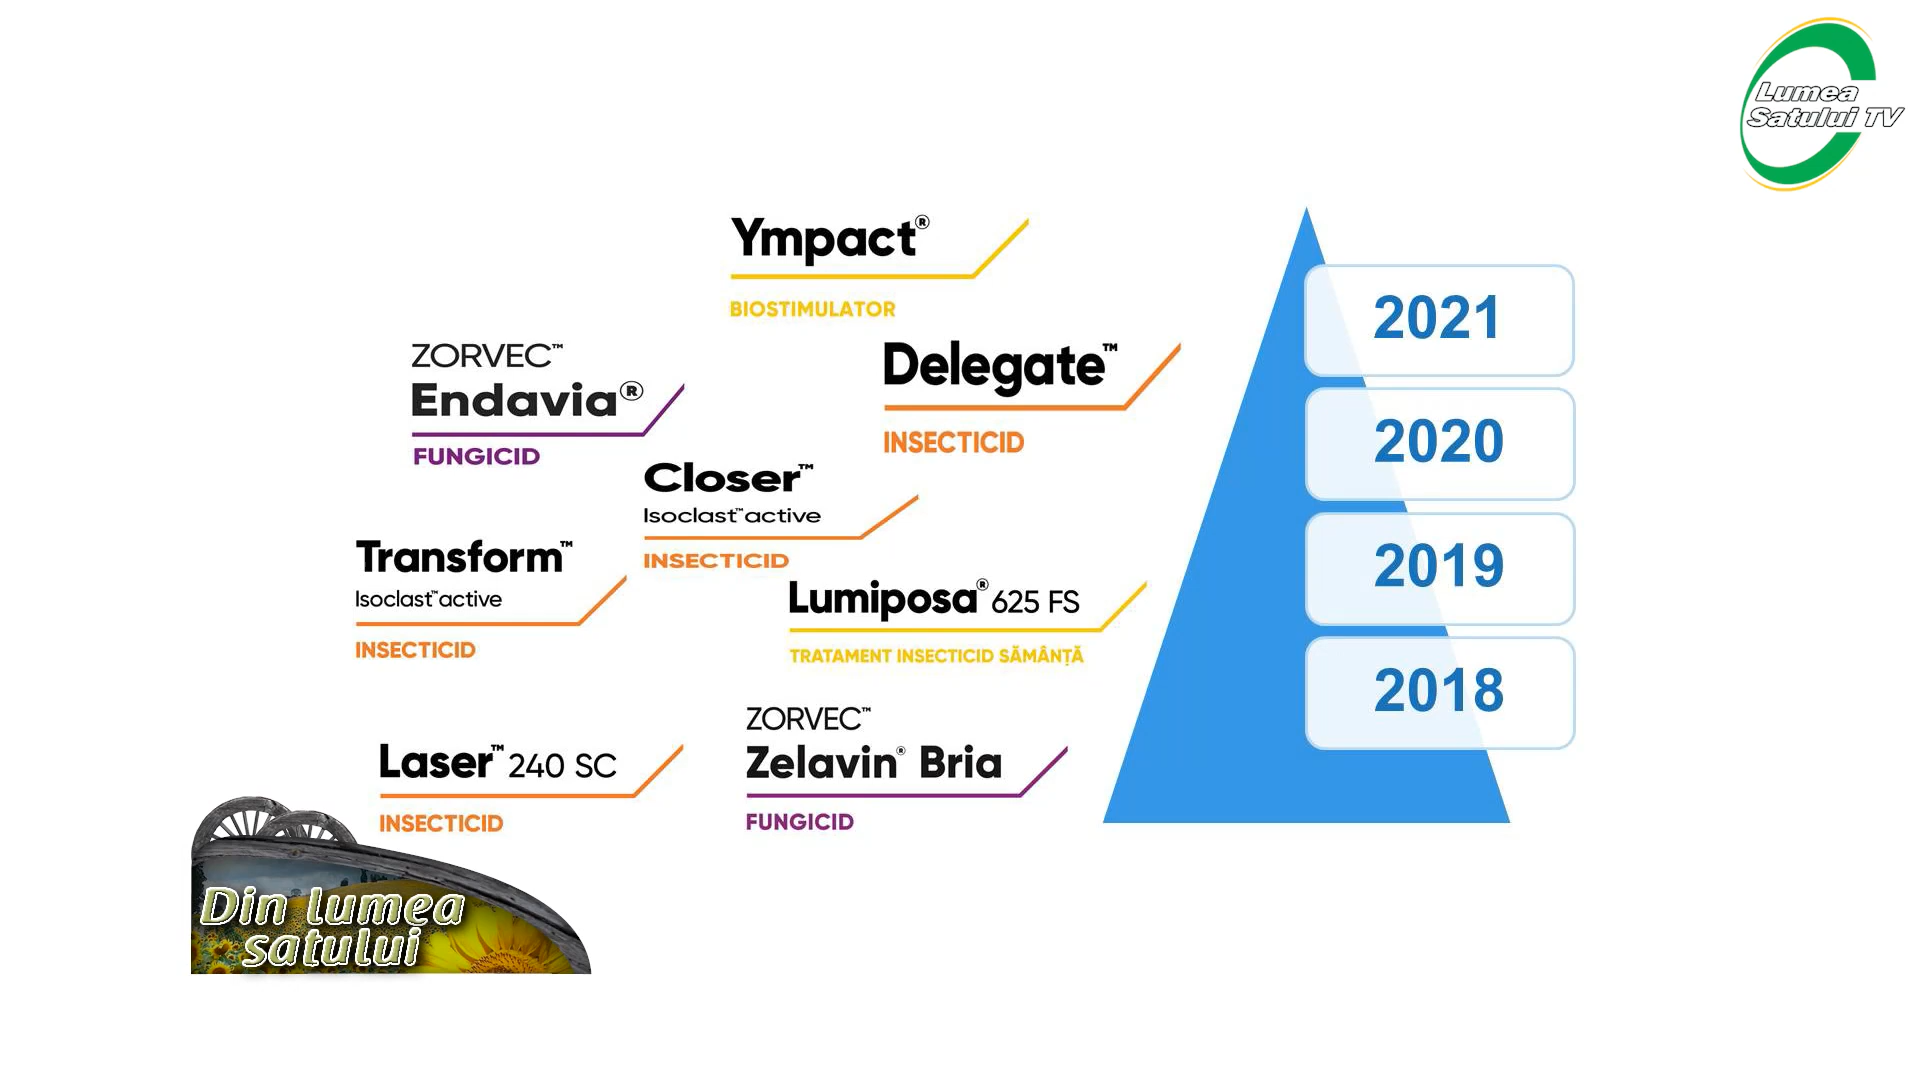 Lumea
Satului TV
Ympact®
BIOSTIMULATOR
ZORVEC™
Endavia®
FUNGICID
Delegate™
INSECTICID
Closer™
Isoclast™active
INSECTICID
Transform™
Isoclast™active
INSECTICID
Lumiposa® 625 FS
TRATAMENT INSECTICID SĂMÂNȚĂ
Laser™ 240 SC
INSECTICID
ZORVEC™
Zelavin® Bria
FUNGICID
2021
2020
2019
2018
Din lumea
satului